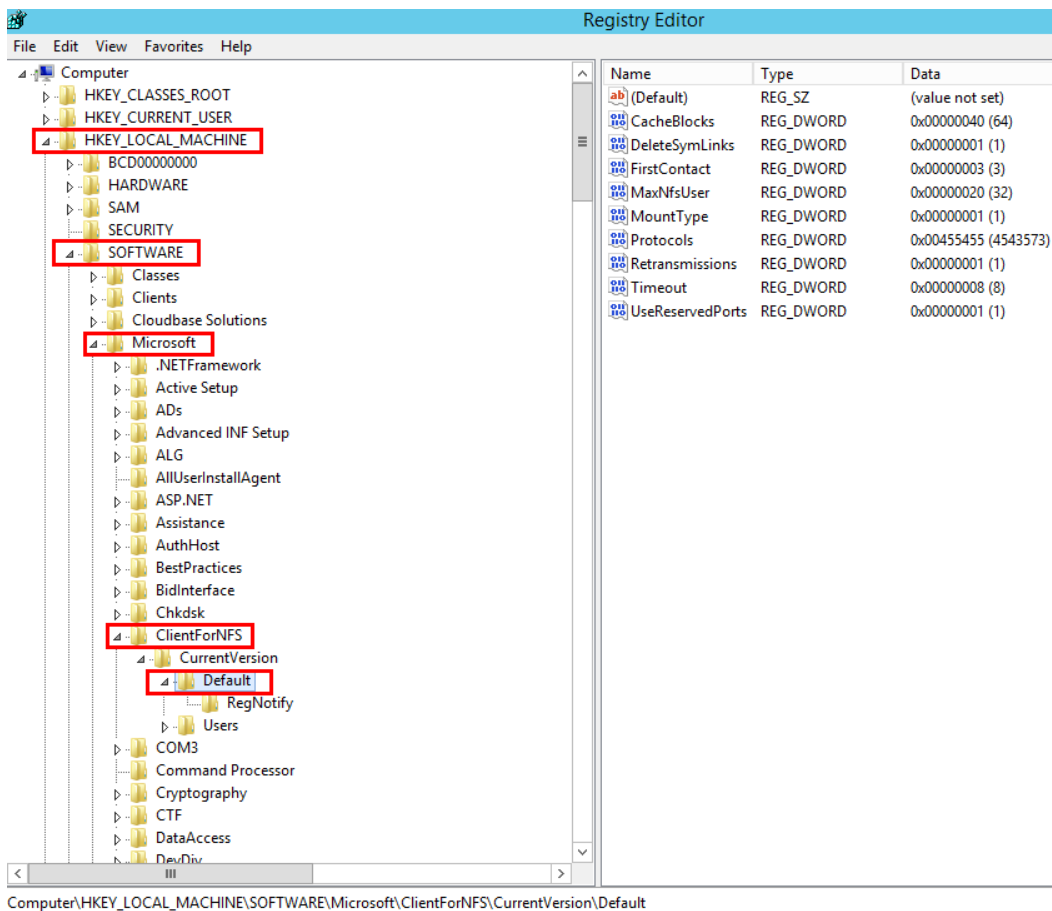 Registry Editor
File Edit View Favorites Help
Computer
HKEY_CLASSES_ROOT
HKEY_CURRENT_USER
HKEY_LOCAL_MACHINE
BCD00000000
HARDWARE
SAM
SECURITY
SOFTWARE
Classes
Clients
Cloudbase Solutions
Microsoft
.NETFramework
Active Setup
ADs
Advanced INF Setup
ALG
AllUserInstallAgent
ASP.NET
Assistance
AuthHost
BestPractices
BidInterface
Chkdsk
ClientForNFS
CurrentVersion
Default
RegNotify
Users
COM3
Command Processor
Cryptography
CTF
DataAccess
DevDiv
Name Type Data
(Default) REG_SZ (value not set)
CacheBlocks REG_DWORD 0x00000040 (64)
DeleteSymLinks REG_DWORD 0x00000001 (1)
FirstContact REG_DWORD 0x00000003 (3)
MaxNfsUser REG_DWORD 0x00000020 (32)
MountType REG_DWORD 0x00000001 (1)
Protocols REG_DWORD 0x00455455 (4543573)
Retransmissions REG_DWORD 0x00000001 (1)
Timeout REG_DWORD 0x00000008 (8)
UseReservedPorts REG_DWORD 0x00000001 (1)
Computer\HKEY_LOCAL_MACHINE\SOFTWARE\Microsoft\ClientForNFS\CurrentVersion\Default